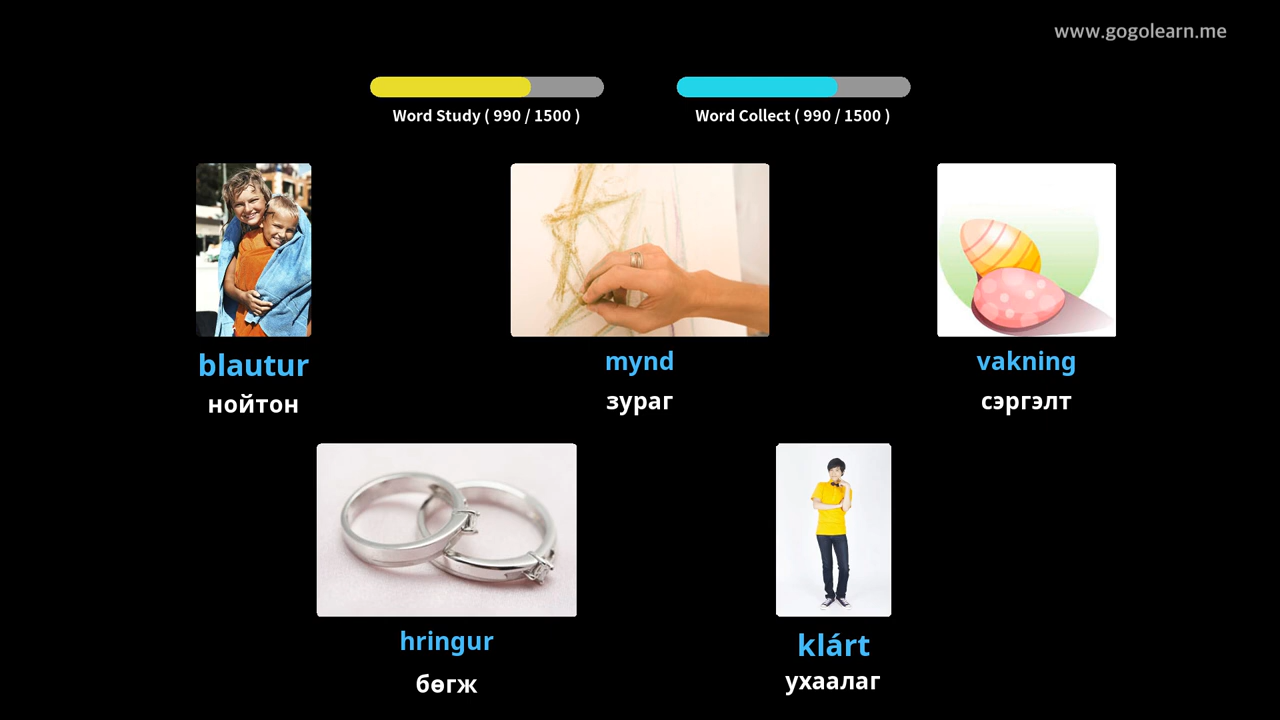 www.gogolearn.me
Word Study ( 990 / 1500 )
Word Collect ( 990 / 1500 )
blautur
нойтон
mynd
зураг
vakning
сэргэлт
hringur
бөгж
klárt
ухаалаг